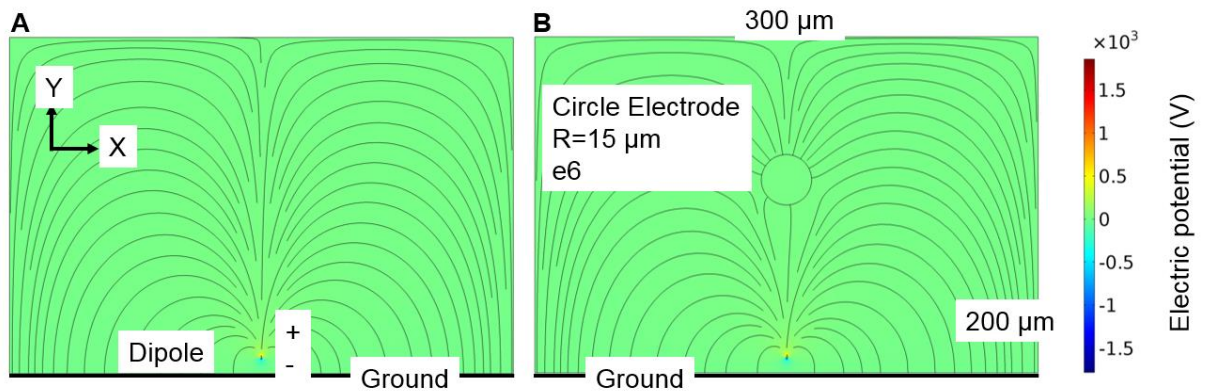 A
B
300 µm
Y
X
Circle Electrode
R=15 µm
e6
Dipole
+
-
Ground
Ground
200 µm
×10³
1.5
1
0.5
0
-0.5
-1
-1.5
Electric potential (V)